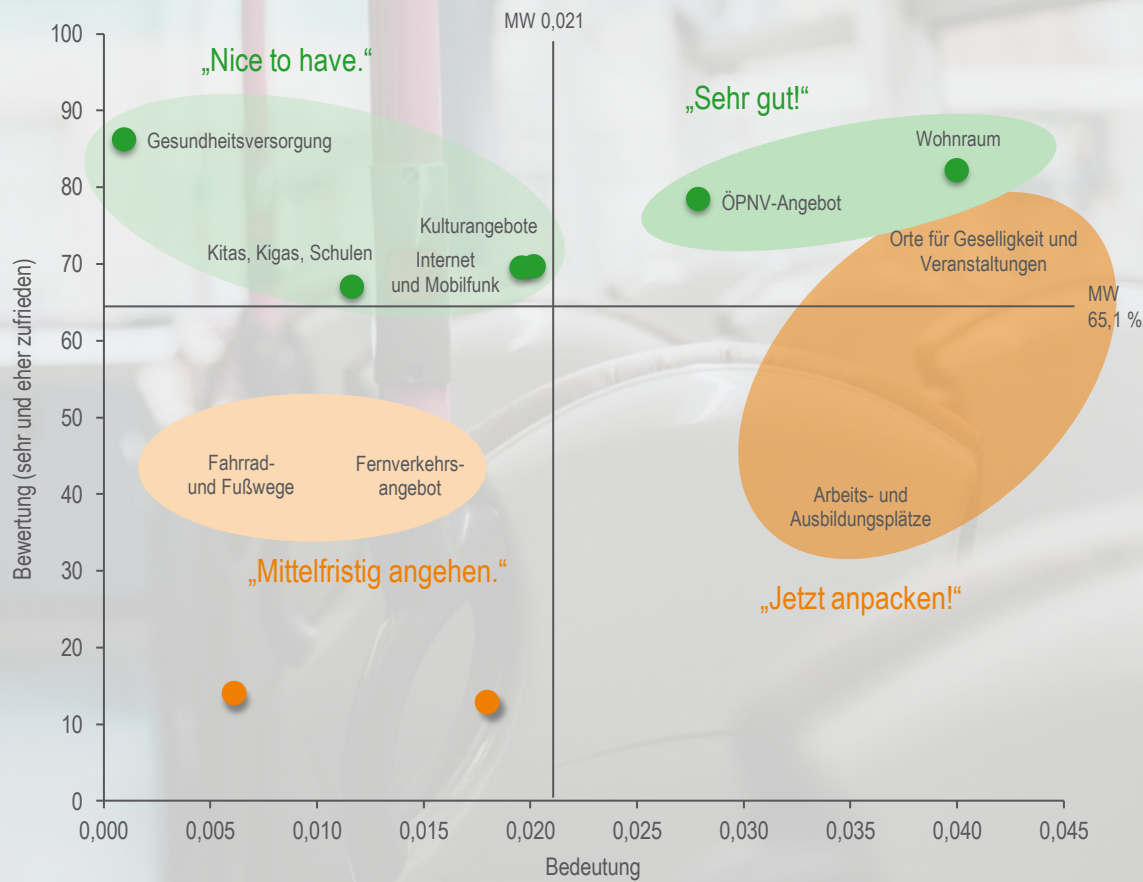 MW 0,021
100
„Nice to have.“
„Sehr gut!“
90
Gesundheitsversorgung
Wohnraum
80
ÖPNV-Angebot
Kulturangebote
Orte für Geselligkeit und
Veranstaltungen
Kitas, Kigas, Schulen
Internet
und Mobilfunk
70
MW
65,1 %
60
50
Fahrrad-
und Fußwege
Fernverkehrs-
angebot
40
Arbeits- und
Ausbildungsplätze
„Mittelfristig angehen.“
30
„Jetzt anpacken!“
20
10
0
Bewertung (sehr und eher zufrieden)
0,000
0,005
0,010
0,015
0,020
0,025
0,030
0,035
0,040
0,045
Bedeutung